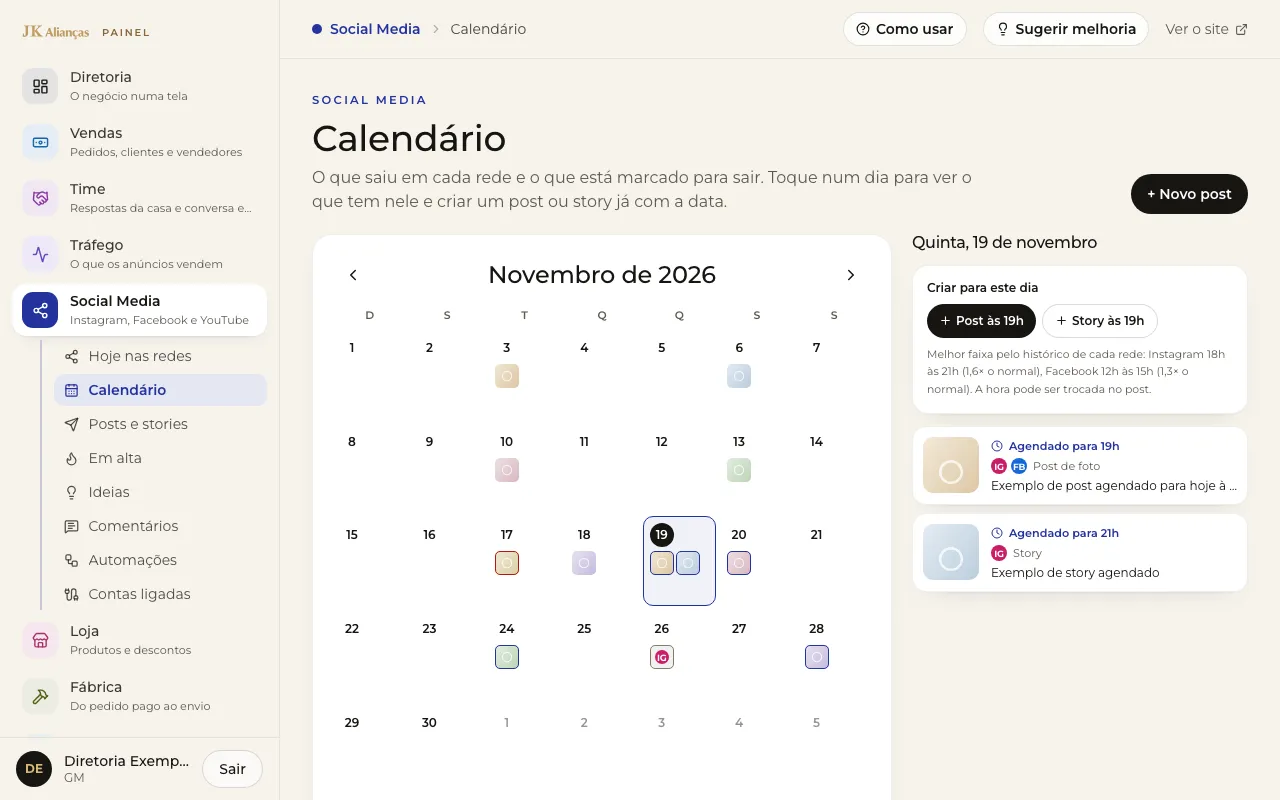 JK Alianças PAINEL
Diretoria
O negócio numa tela
Vendas
Pedidos, clientes e vendedores
Time
Respostas da casa e conversa e...
Tráfego
O que os anúncios vendem
Social Media
Instagram, Facebook e YouTube
Hoje nas redes
Calendário
Posts e stories
Em alta
Ideias
Comentários
Automações
Contas ligadas
Loja
Produtos e descontos
Fábrica
Do pedido pago ao envio
DE
Diretoria Exemp...
GM
Sair
Social Media > Calendário
Como usar
Sugerir melhoria
Ver o site
SOCIAL MEDIA
Calendário
O que saiu em cada rede e o que está marcado para sair. Toque num dia para ver o
que tem nele e criar um post ou story já com a data.
+ Novo post
Novembro de 2026
D S T Q Q S S
1 2 3 4 5 6 7
8 9 10 11 12 13 14
15 16 17 18 19 20 21
22 23 24 25 26 27 28
IG
29 30 1 2 3 4 5
Quinta, 19 de novembro
Criar para este dia
+ Post às 19h
+ Story às 19h
Melhor faixa pelo histórico de cada rede: Instagram 18h
às 21h (1,6× o normal), Facebook 12h às 15h (1,3× o
normal). A hora pode ser trocada no post.
Agendado para 19h
IG FB Post de foto
Exemplo de post agendado para hoje à ...
Agendado para 21h
IG Story
Exemplo de story agendado